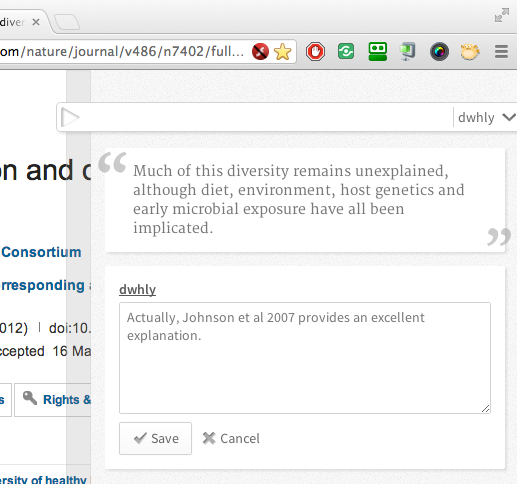 diver
com/nature/journal/v486/n7402/full...
dwhly
on and c
“ Much of this diversity remains unexplained,
although diet, environment, host genetics and
early microbial exposure have all been
implicated. ”
Consortium
orresponding a
dwhly
Actually, Johnson et al 2007 provides an excellent
explanation.
012) | doi:10.
ccepted 16 Ma
s
Rights &
Save Cancel
ersity of healthy